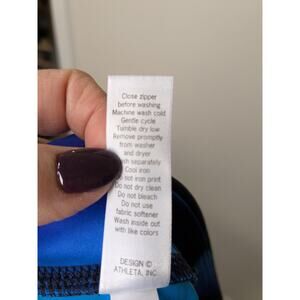 Close zipper
before washing
Machine wash cold
Gentle cycle
Tumble dry low
Remove promptly
from washer
and dryer
sh separately
Cool iron
o not iron print
Do not dry clean
Do not bleach
Do not use
fabric softener
Wash inside out
with like colors
DESIGN ©
ATHLETA, INC.